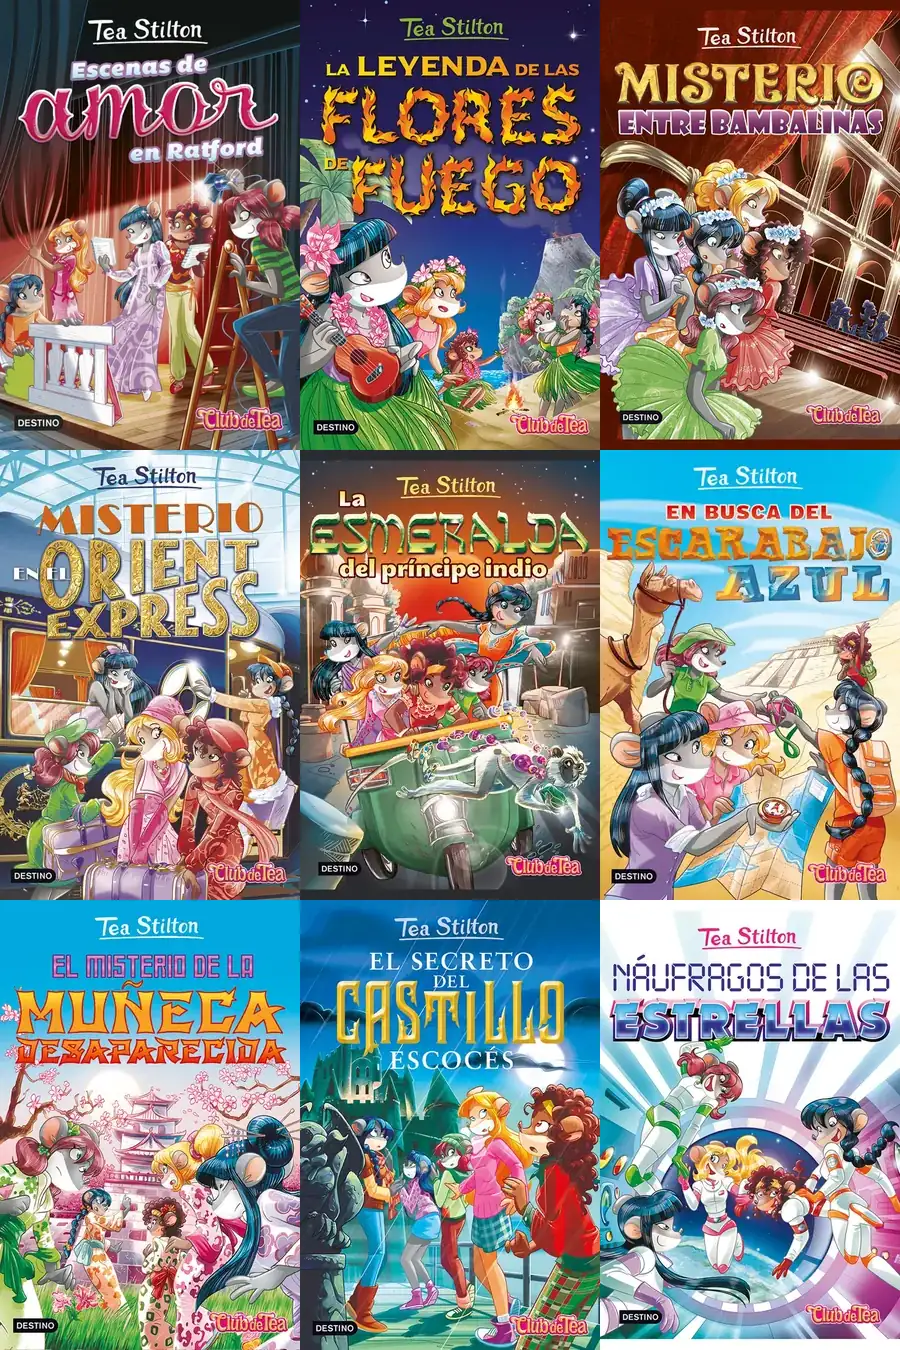 Tea Stilton
Escenas de
amor
en Ratford
DESTINO
Club de Tea
Tea Stilton
LA LEYENDA DE LAS
FLORES
DE
FUEGO
DESTINO
Club de Tea
Tea Stilton
MISTERIO
ENTRE BAMBALINAS
DESTINO
Club de Tea
Tea Stilton
MISTERIO
EN EL
ORIENT
EXPRESS
DESTINO
Club de Tea
Tea Stilton
La
ESMERALDA
del príncipe indio
DESTINO
Club de Tea
Tea Stilton
EN BUSCA DEL
ESCARABAJO
AZUL
DESTINO
Club de Tea
Tea Stilton
EL MISTERIO DE LA
MUÑECA
DESAPARECIDA
DESTINO
Club de Tea
Tea Stilton
EL SECRETO
DEL
CASTILLO
ESCOCÉS
DESTINO
Club de Tea
Tea Stilton
NÁUFRAGOS DE LAS
ESTRELLAS
DESTINO
Club de Tea